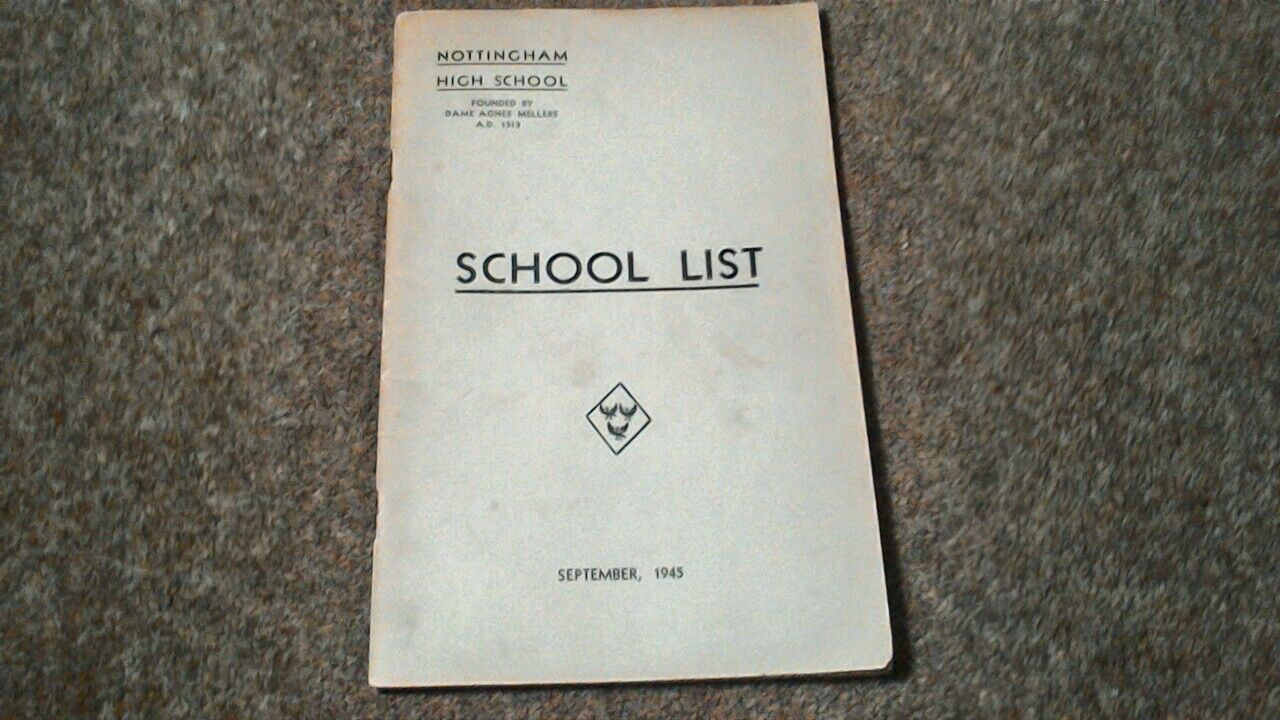 NOTTINGHAM
HIGH SCHOOL
FOUNDED BY
DAME AGNES MELLERS
A.D. 1513
SCHOOL LIST
SEPTEMBER, 1945